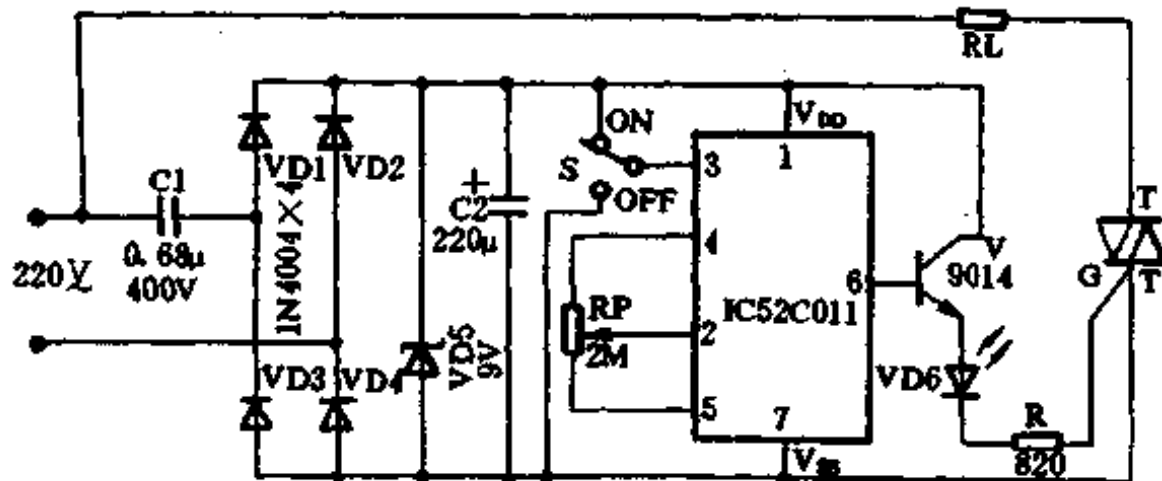 RL
ON
V_DD
VD1
VD2
1
C1
S
3
+
C2
OFF
T
0.68μ
400V
1N4004×4
220μ
4
V
9014
220V
G
T
6
RP
IC52C011
2M
2
VD5
9V
VD3
VD4
VD6
5
7
R
V_SS
820